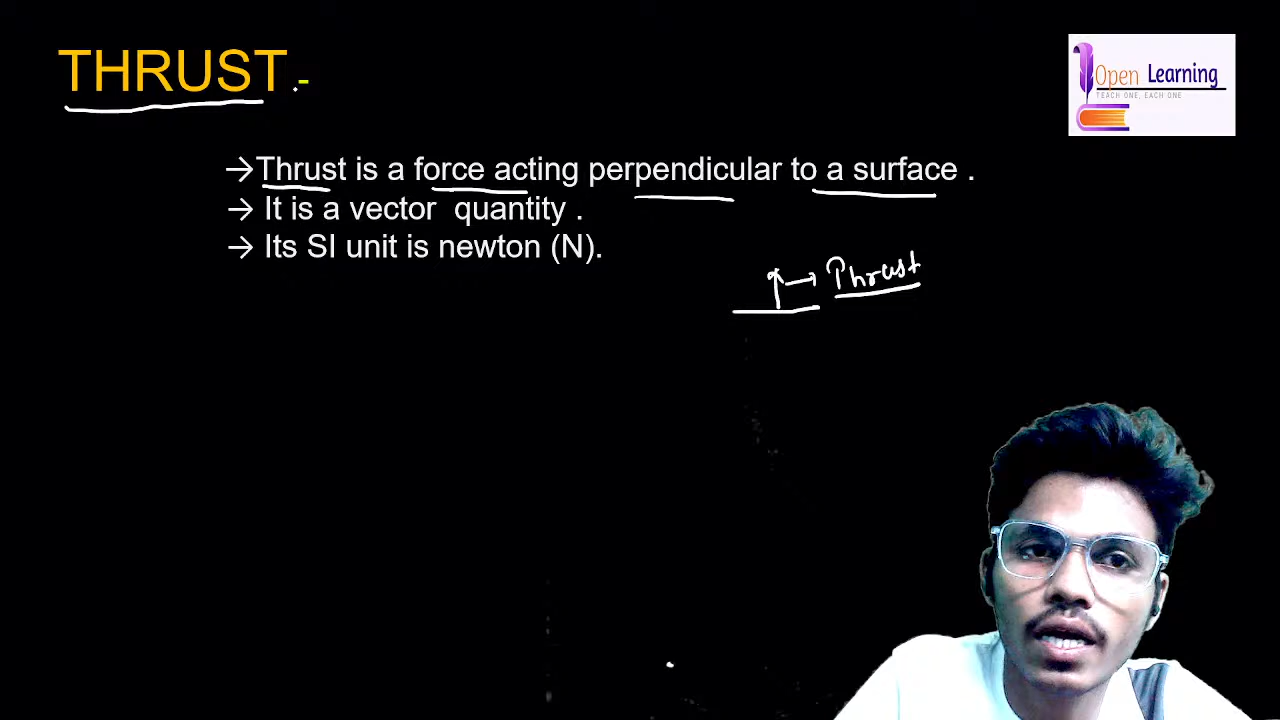 THRUST :-
Open Learning
TEACH ONE, EACH ONE
→Thrust is a force acting perpendicular to a surface .
→ It is a vector quantity .
→ Its SI unit is newton (N).
→ Thrust